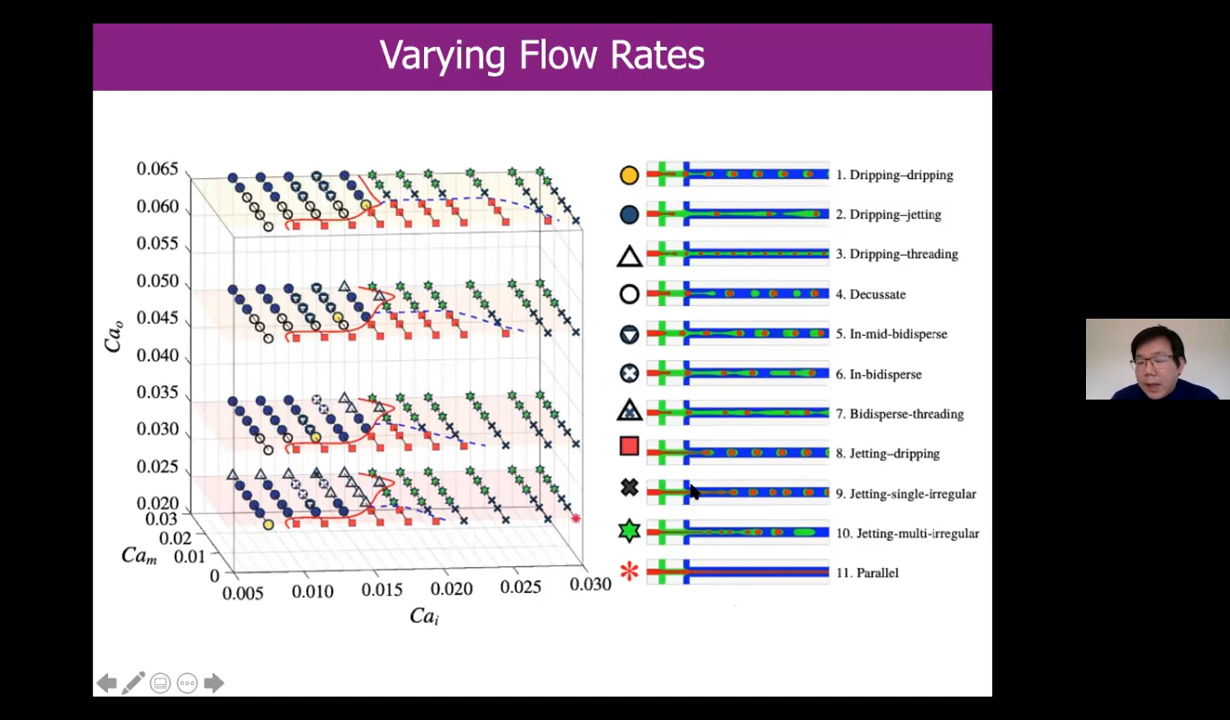 Varying Flow Rates
0.065
0.060
0.055
0.050
0.045
0.040
0.035
0.030
0.025
0.020
Ca_o
0.03
0.02
0.01
0
Ca_m
0.005
0.010
0.015
0.020
0.025
0.030
Ca_i
1. Dripping–dripping
2. Dripping–jetting
3. Dripping–threading
4. Decussate
5. In-mid-bidisperse
6. In-bidisperse
7. Bidisperse-threading
8. Jetting–dripping
9. Jetting-single-irregular
10. Jetting-multi-irregular
11. Parallel